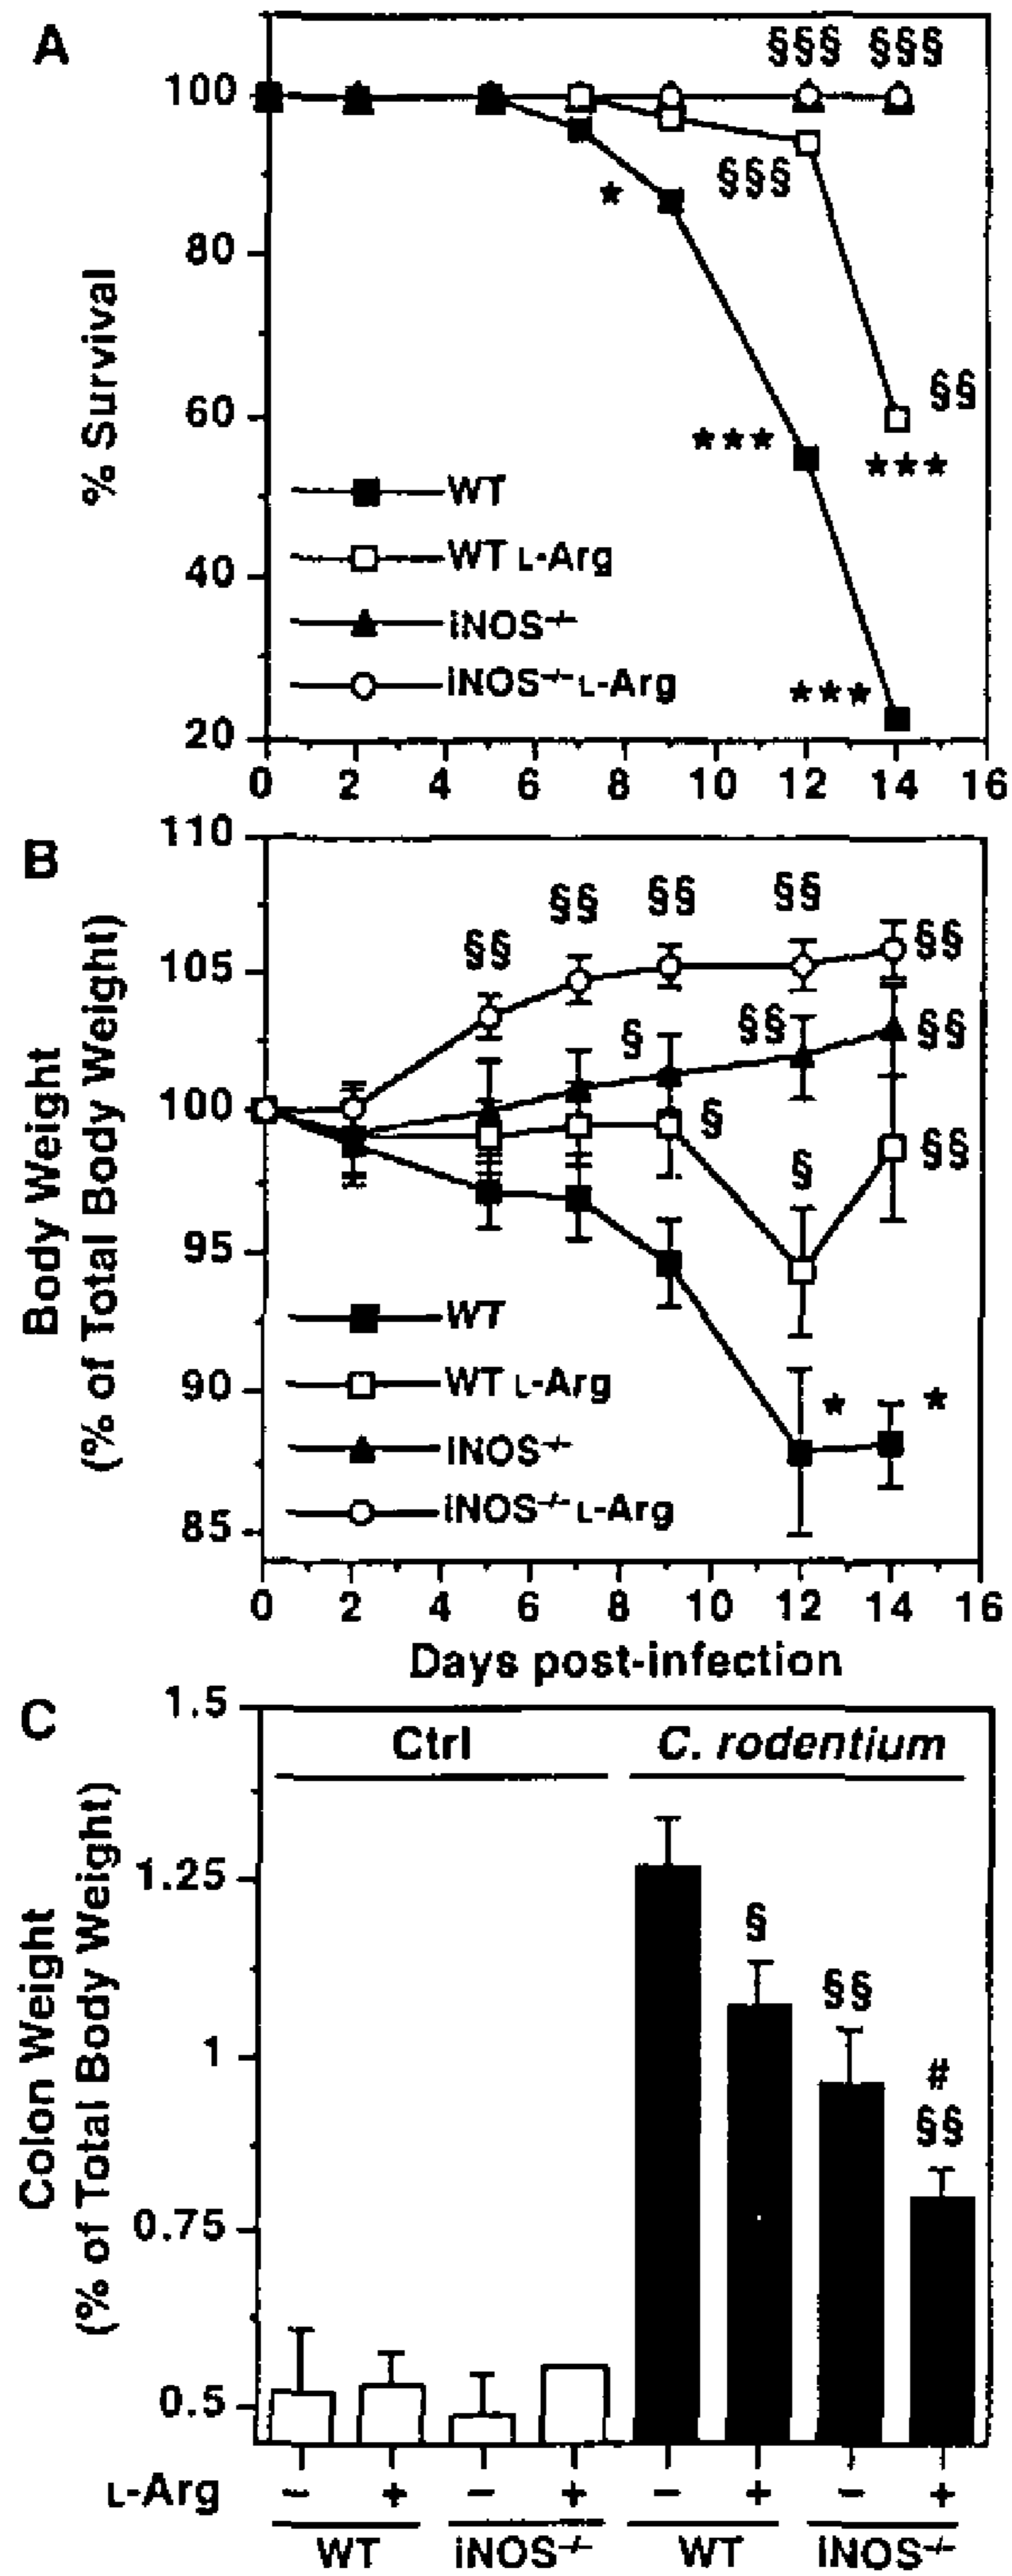 A
§§§ §§§
100
§§§
*
80
% Survival
60
§§
***
***
WT
WT L-Arg
40
iNOS-/-
iNOS-/- L-Arg
***
20
0 2 4 6 8 10 12 14 16
B
110
§§ §§ §§
§§
§§
105
§ §§ §§
100
§
§
§§
Body Weight
(% of Total Body Weight)
95
WT
WT L-Arg
90
* *
iNOS-/-
iNOS-/- L-Arg
85
0 2 4 6 8 10 12 14 16
Days post-infection
C
1.5
Ctrl C. rodentium
1.25
§
§§
1
#
§§
Colon Weight
(% of Total Body Weight)
0.75
0.5
L-Arg − + − + − + − +
WT iNOS-/- WT iNOS-/-